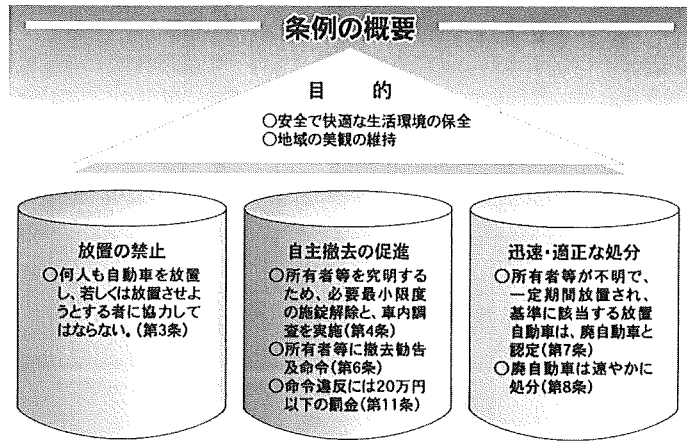 条例の概要
目　的
○安全で快適な生活環境の保全
○地域の美観の維持
放置の禁止
○何人も自動車を放置
し、若しくは放置させよ
うとする者に協力して
はならない。(第3条)
自主撤去の促進
○所有者等を究明する
ため、必要最小限度
の施錠解除と、車内調
査を実施(第4条)
○所有者等に撤去勧告
及命令(第6条)
○命令違反には20万円
以下の罰金(第11条)
迅速・適正な処分
○所有者等が不明で、
一定期間放置され、
基準に該当する放置
自動車は、廃自動車と
認定(第7条)
○廃自動車は速やかに
処分(第8条)